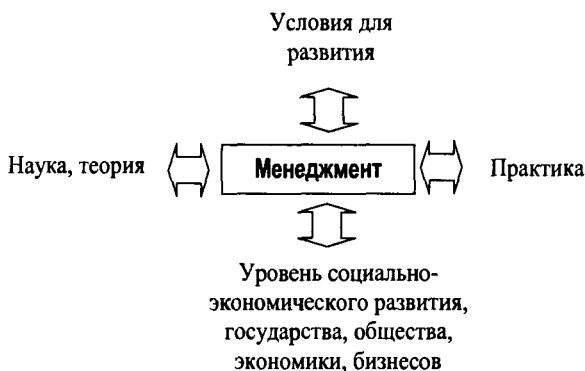 Условия для
развития
Наука, теория
Менеджмент
Практика
Уровень социально-
экономического развития,
государства, общества,
экономики, бизнесов